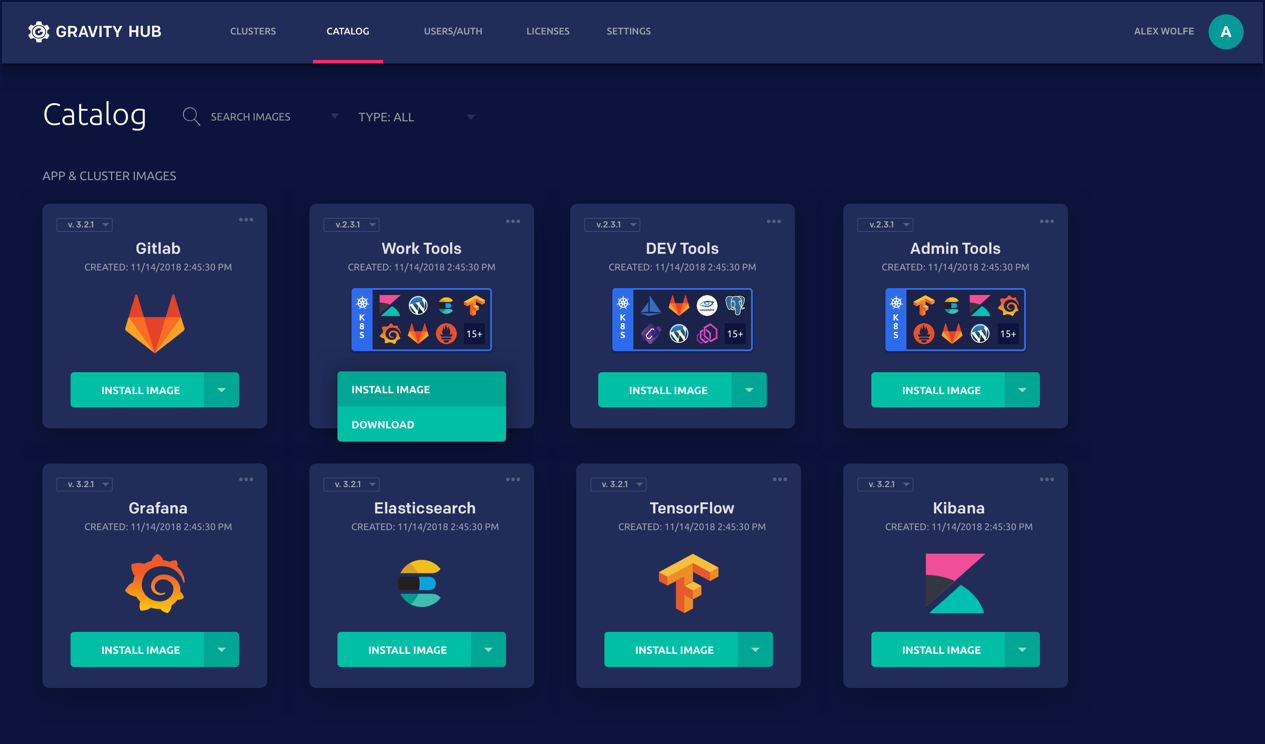 GRAVITY HUB
CLUSTERS
CATALOG
USERS/AUTH
LICENSES
SETTINGS
ALEX WOLFE
A
Catalog
SEARCH IMAGES
TYPE: ALL
APP & CLUSTER IMAGES
v. 3.2.1
Gitlab
CREATED: 11/14/2018 2:45:30 PM
INSTALL IMAGE
v.2.3.1
Work Tools
CREATED: 11/14/2018 2:45:30 PM
K8S
15+
INSTALL IMAGE
DOWNLOAD
v.2.3.1
DEV Tools
CREATED: 11/14/2018 2:45:30 PM
K8S
15+
INSTALL IMAGE
v.2.3.1
Admin Tools
CREATED: 11/14/2018 2:45:30 PM
K8S
15+
INSTALL IMAGE
v. 3.2.1
Grafana
CREATED: 11/14/2018 2:45:30 PM
INSTALL IMAGE
v. 3.2.1
Elasticsearch
CREATED: 11/14/2018 2:45:30 PM
INSTALL IMAGE
v. 3.2.1
TensorFlow
CREATED: 11/14/2018 2:45:30 PM
INSTALL IMAGE
v. 3.2.1
Kibana
CREATED: 11/14/2018 2:45:30 PM
INSTALL IMAGE